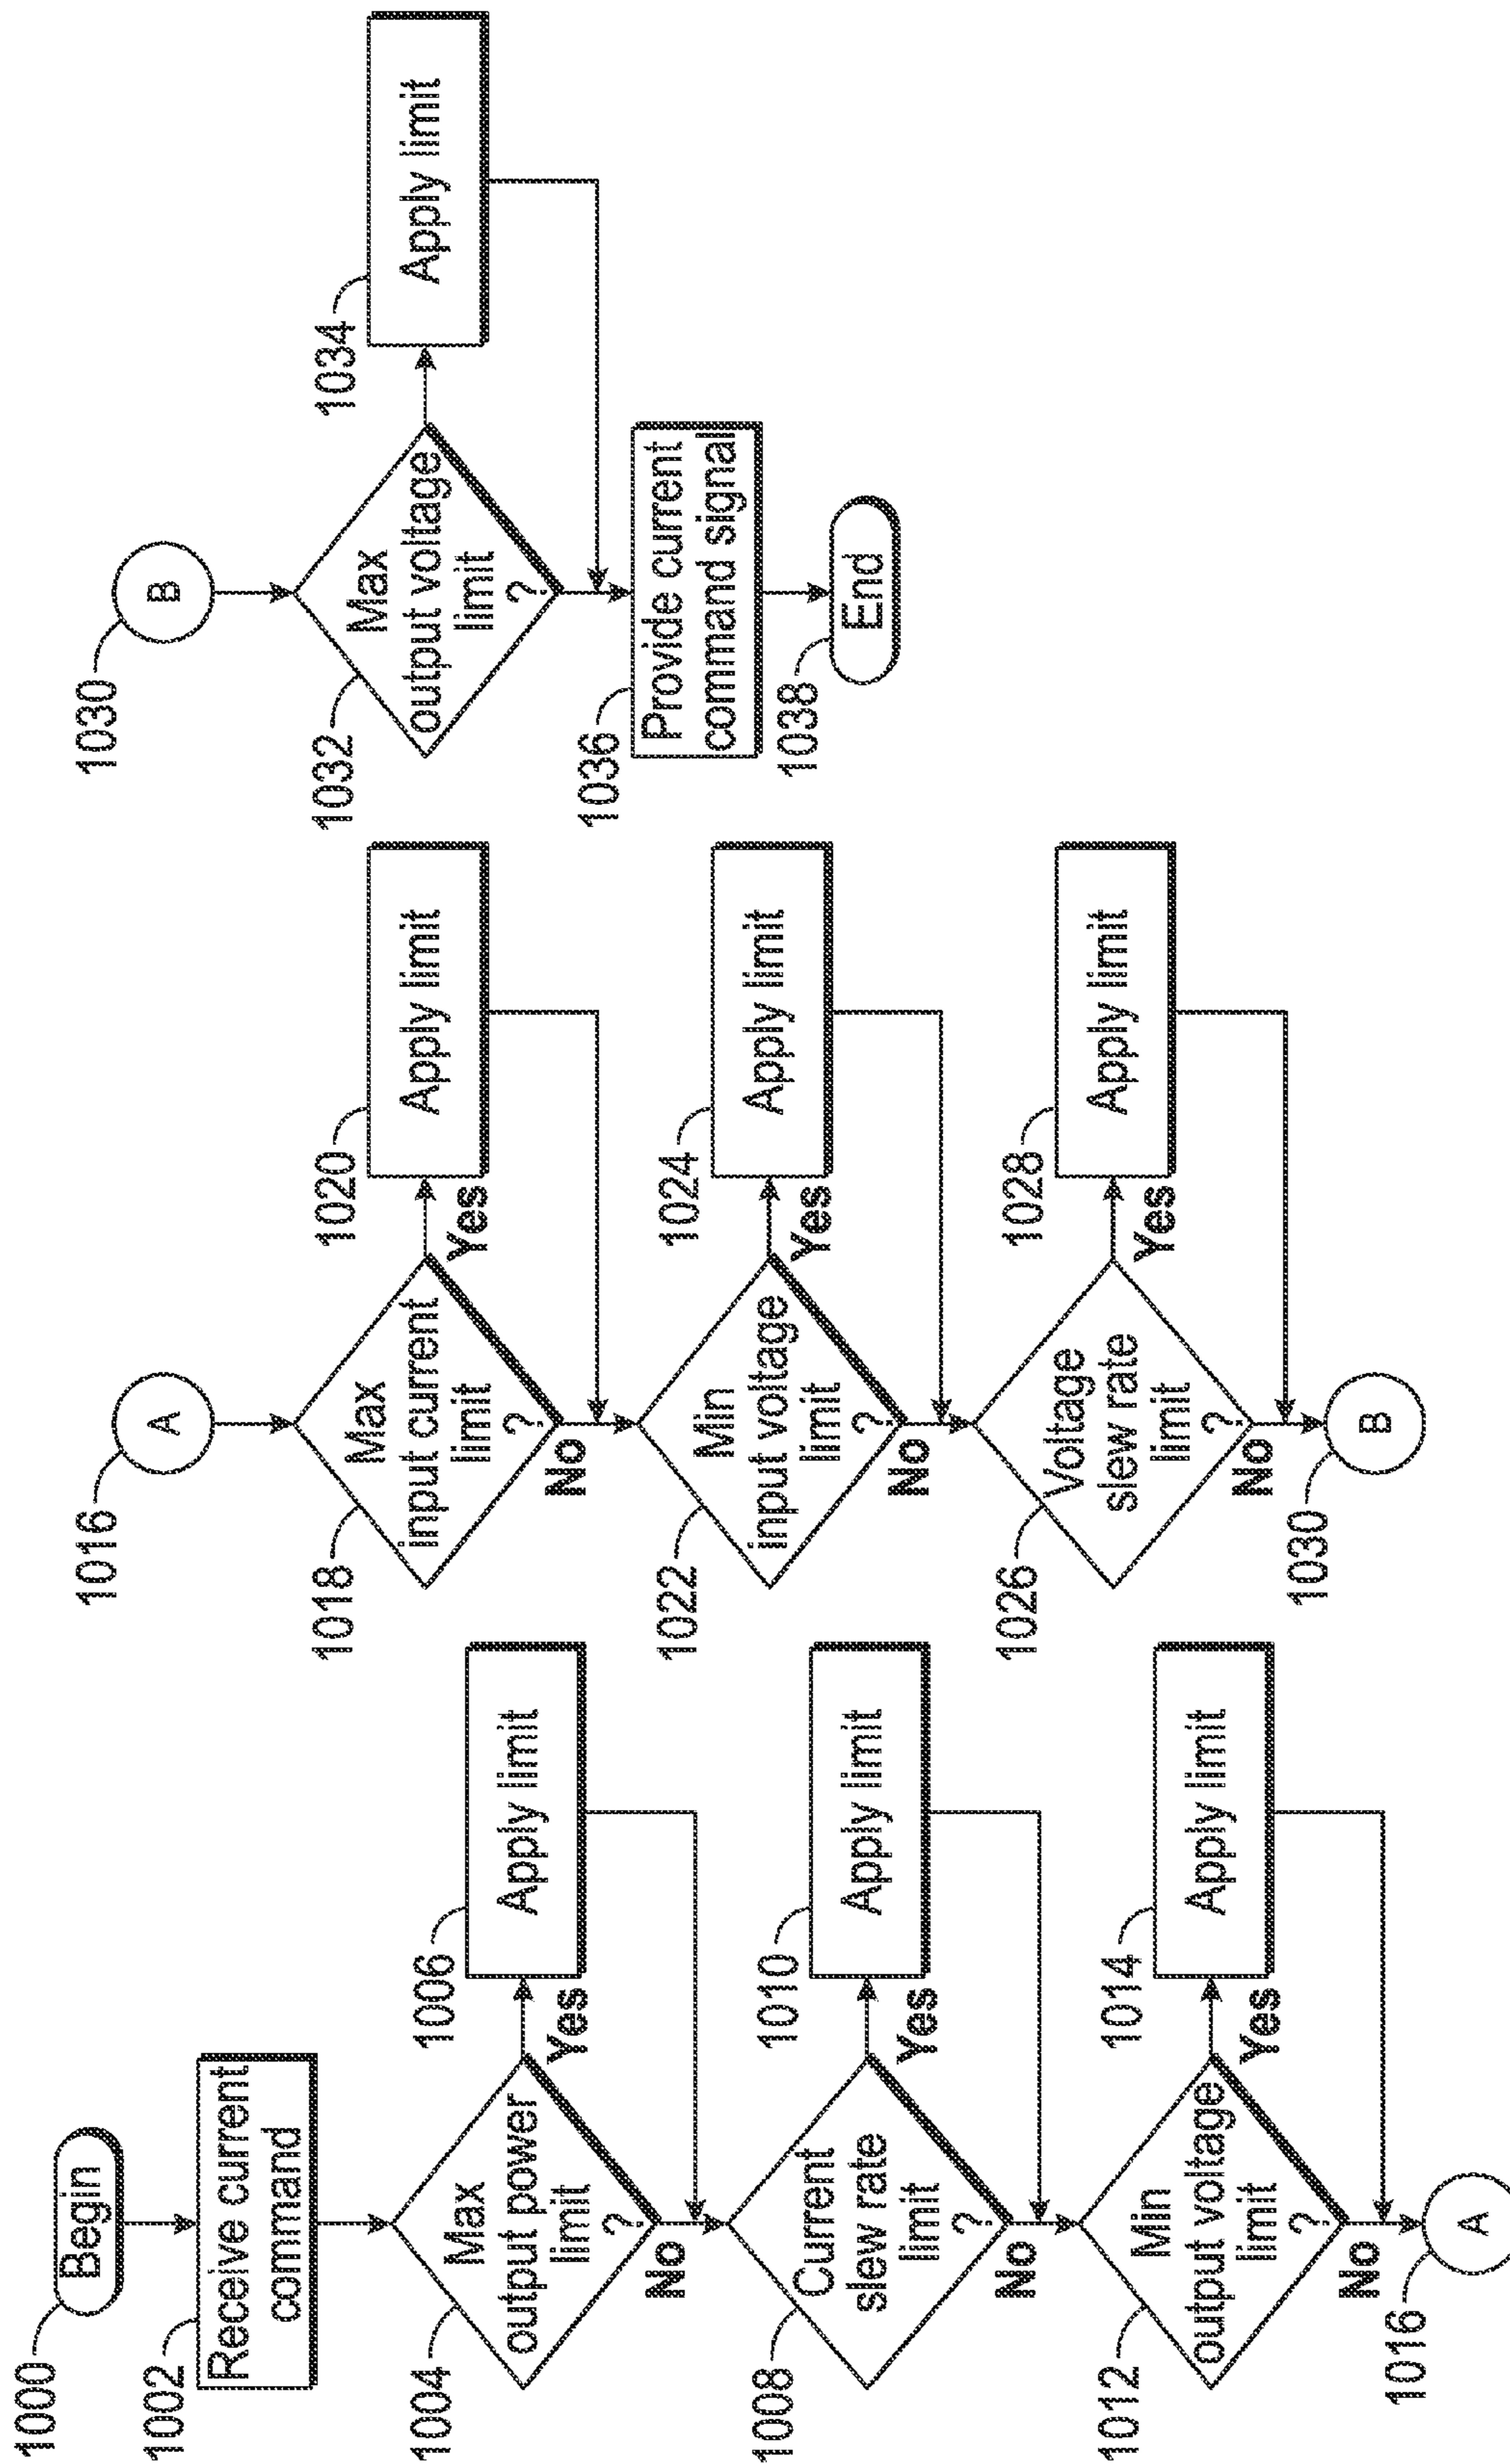 1000
Begin
1002
Receive current
command
1004
Max
output power
limit
?
Yes
No
1006
Apply limit
1008
Current
slew rate
limit
?
Yes
No
1010
Apply limit
1012
Min
output voltage
limit
?
Yes
No
1014
Apply limit
1016
A
1016
A
1018
Max
input current
limit
?
Yes
No
1020
Apply limit
1022
Min
input voltage
limit
?
Yes
No
1024
Apply limit
1026
Voltage
slew rate
limit
?
Yes
No
1028
Apply limit
1030
B
1030
B
1032
Max
output voltage
limit
?
1034
Apply limit
1036
Provide current
command signal
1038
End